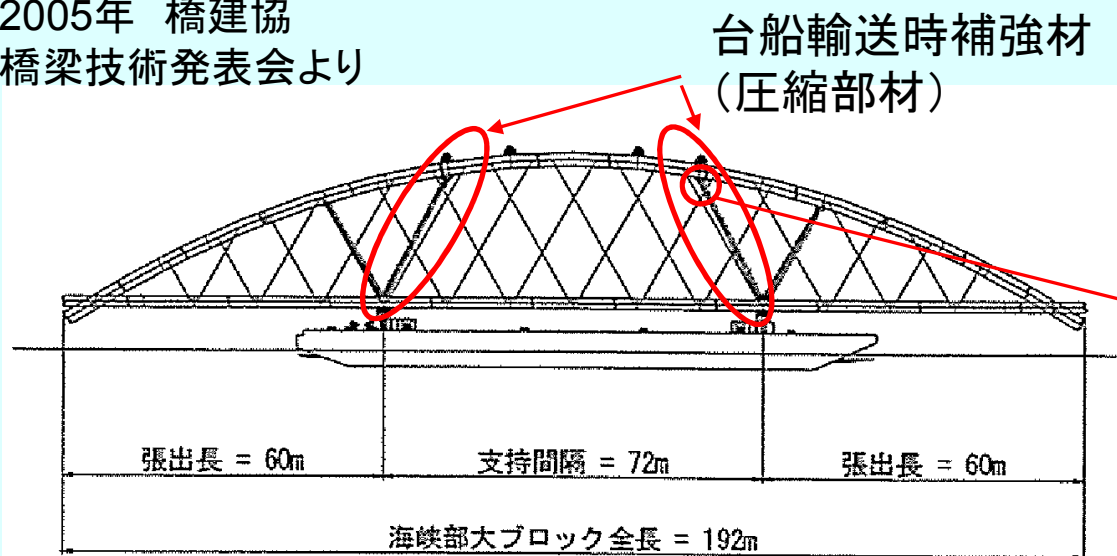 2005年　橋建協
橋梁技術発表会より
台船輸送時補強材
（圧縮部材）
張出長 = 60m
支持間隔 = 72m
張出長 = 60m
海峡部大ブロック全長 = 192m